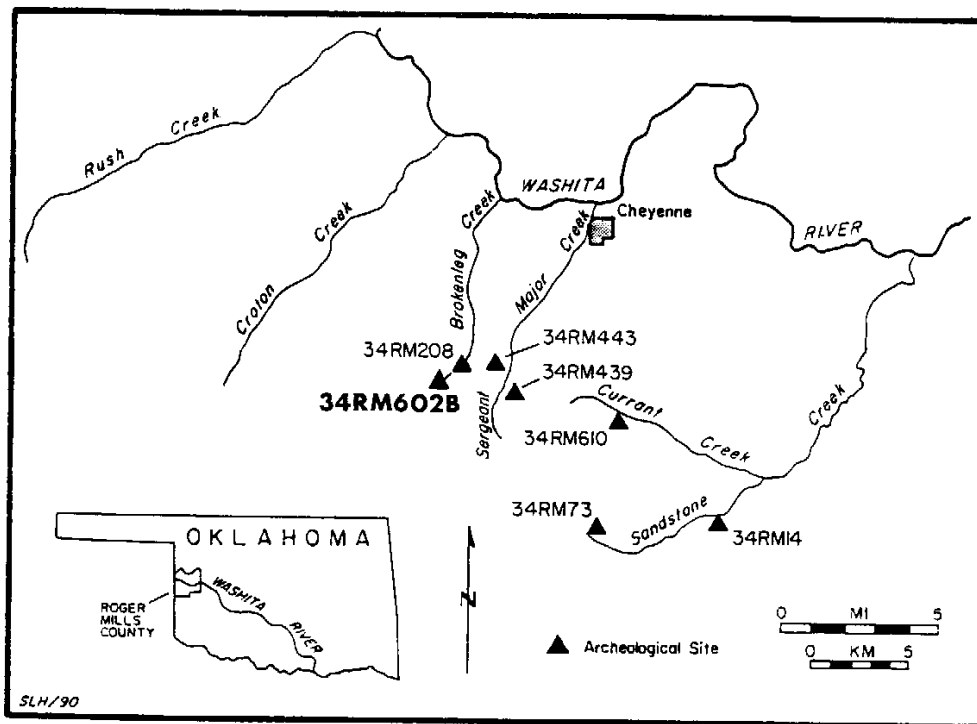 Rush Creek
Croton Creek
Brokenleg Creek
WASHITA
RIVER
Cheyenne
Sergeant Major Creek
34RM208
34RM443
34RM602B
34RM439
Currant Creek
34RM610
34RM73
Sandstone Creek
34RM14
OKLAHOMA
ROGER
MILLS
COUNTY
WASHITA
RIVER
N
0 MI 5
0 KM 5
Archeological Site
SLH/90